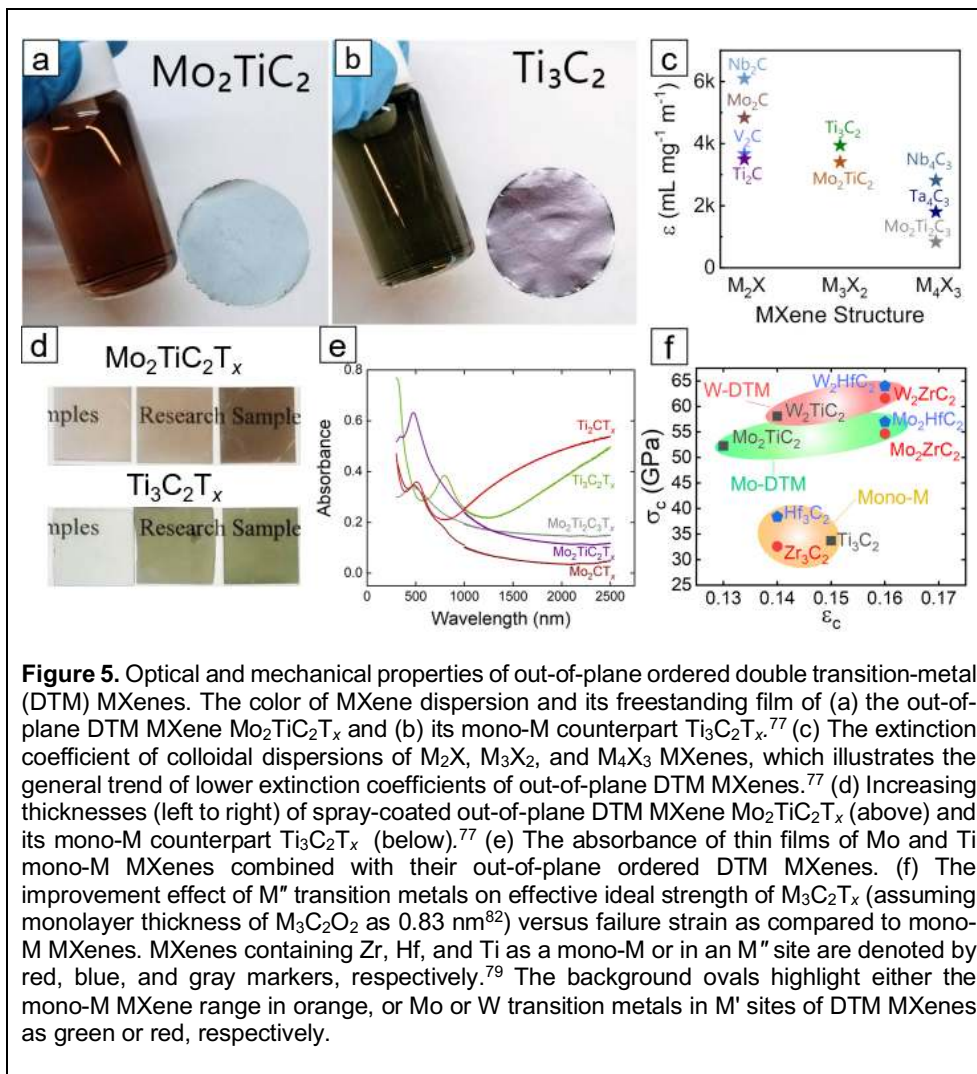 a
Mo₂TiC₂
b
Ti₃C₂
c
ε (mL mg⁻¹ m⁻¹)
6k
4k
2k
0
Nb₂C
Mo₂C
V₂C
Ti₂C
Ti₃C₂
Mo₂TiC₂
Nb₄C₃
Ta₄C₃
Mo₂Ti₂C₃
M₂X M₃X₂ M₄X₃
MXene Structure
d
Mo₂TiC₂Tₓ
mples Research Sample
Ti₃C₂Tₓ
mples Research Sample
e
Absorbance
0.8
0.6
0.4
0.2
0.0
Ti₂CTₓ
Ti₃C₂Tₓ
Mo₂Ti₂C₃Tₓ
Mo₂TiC₂Tₓ
Mo₂CTₓ
0 500 1000 1500 2000 2500
Wavelength (nm)
f
σc (GPa)
65
60
55
50
45
40
35
30
25
W-DTM
W₂HfC₂
W₂ZrC₂
W₂TiC₂
Mo₂HfC₂
Mo₂TiC₂
Mo₂ZrC₂
Mo-DTM
Mono-M
Hf₃C₂
Ti₃C₂
Zr₃C₂
0.13 0.14 0.15 0.16 0.17
εc
Figure 5. Optical and mechanical properties of out-of-plane ordered double transition-metal
(DTM) MXenes. The color of MXene dispersion and its freestanding film of (a) the out-of-
plane DTM MXene Mo₂TiC₂Tₓ and (b) its mono-M counterpart Ti₃C₂Tₓ.⁷⁷ (c) The extinction
coefficient of colloidal dispersions of M₂X, M₃X₂, and M₄X₃ MXenes, which illustrates the
general trend of lower extinction coefficients of out-of-plane DTM MXenes.⁷⁷ (d) Increasing
thicknesses (left to right) of spray-coated out-of-plane DTM MXene Mo₂TiC₂Tₓ (above) and
its mono-M counterpart Ti₃C₂Tₓ (below).⁷⁷ (e) The absorbance of thin films of Mo and Ti
mono-M MXenes combined with their out-of-plane ordered DTM MXenes. (f) The
improvement effect of M″ transition metals on effective ideal strength of M₃C₂Tₓ (assuming
monolayer thickness of M₃C₂O₂ as 0.83 nm⁸²) versus failure strain as compared to mono-
M MXenes. MXenes containing Zr, Hf, and Ti as a mono-M or in an M″ site are denoted by
red, blue, and gray markers, respectively.⁷⁹ The background ovals highlight either the
mono-M MXene range in orange, or Mo or W transition metals in M' sites of DTM MXenes
as green or red, respectively.